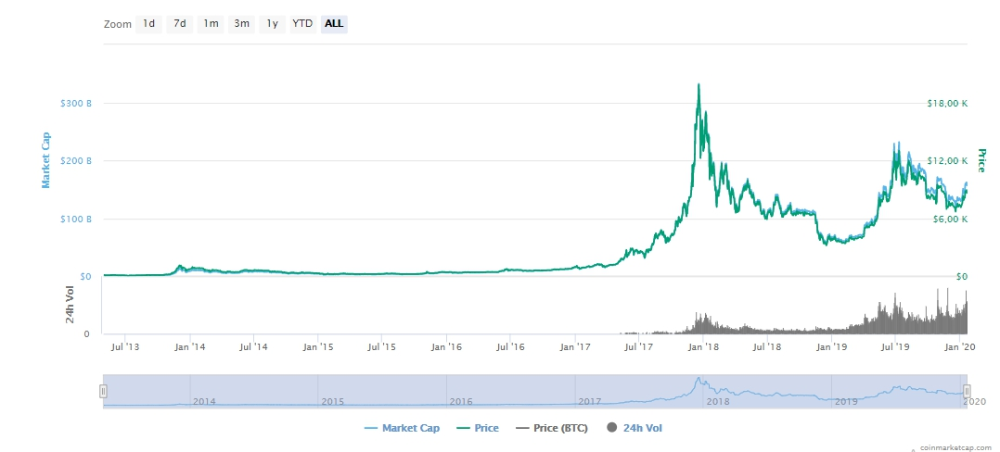 Zoom 1d 7d 1m 3m 1y YTD ALL
$300 B $18.00 K
$200 B $12.00 K
$100 B $6.00 K
$0 $0
Market Cap
Price
24h Vol
0
Jul '13 Jan '14 Jul '14 Jan '15 Jul '15 Jan '16 Jul '16 Jan '17 Jul '17 Jan '18 Jul '18 Jan '19 Jul '19 Jan '20
2014 2015 2016 2017 2018 2019 2020
Market Cap Price Price (BTC) 24h Vol
coinmarketcap.com